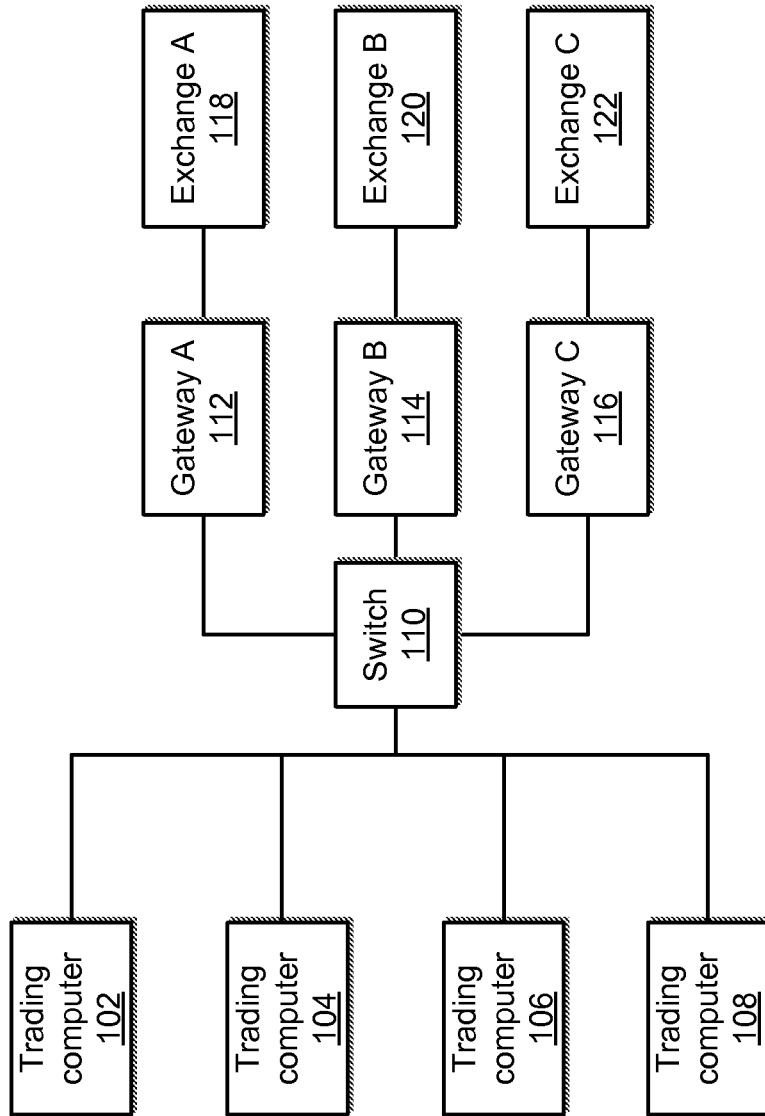 Trading
computer
102
Trading
computer
104
Trading
computer
106
Trading
computer
108
Switch
110
Gateway A
112
Gateway B
114
Gateway C
116
Exchange A
118
Exchange B
120
Exchange C
122